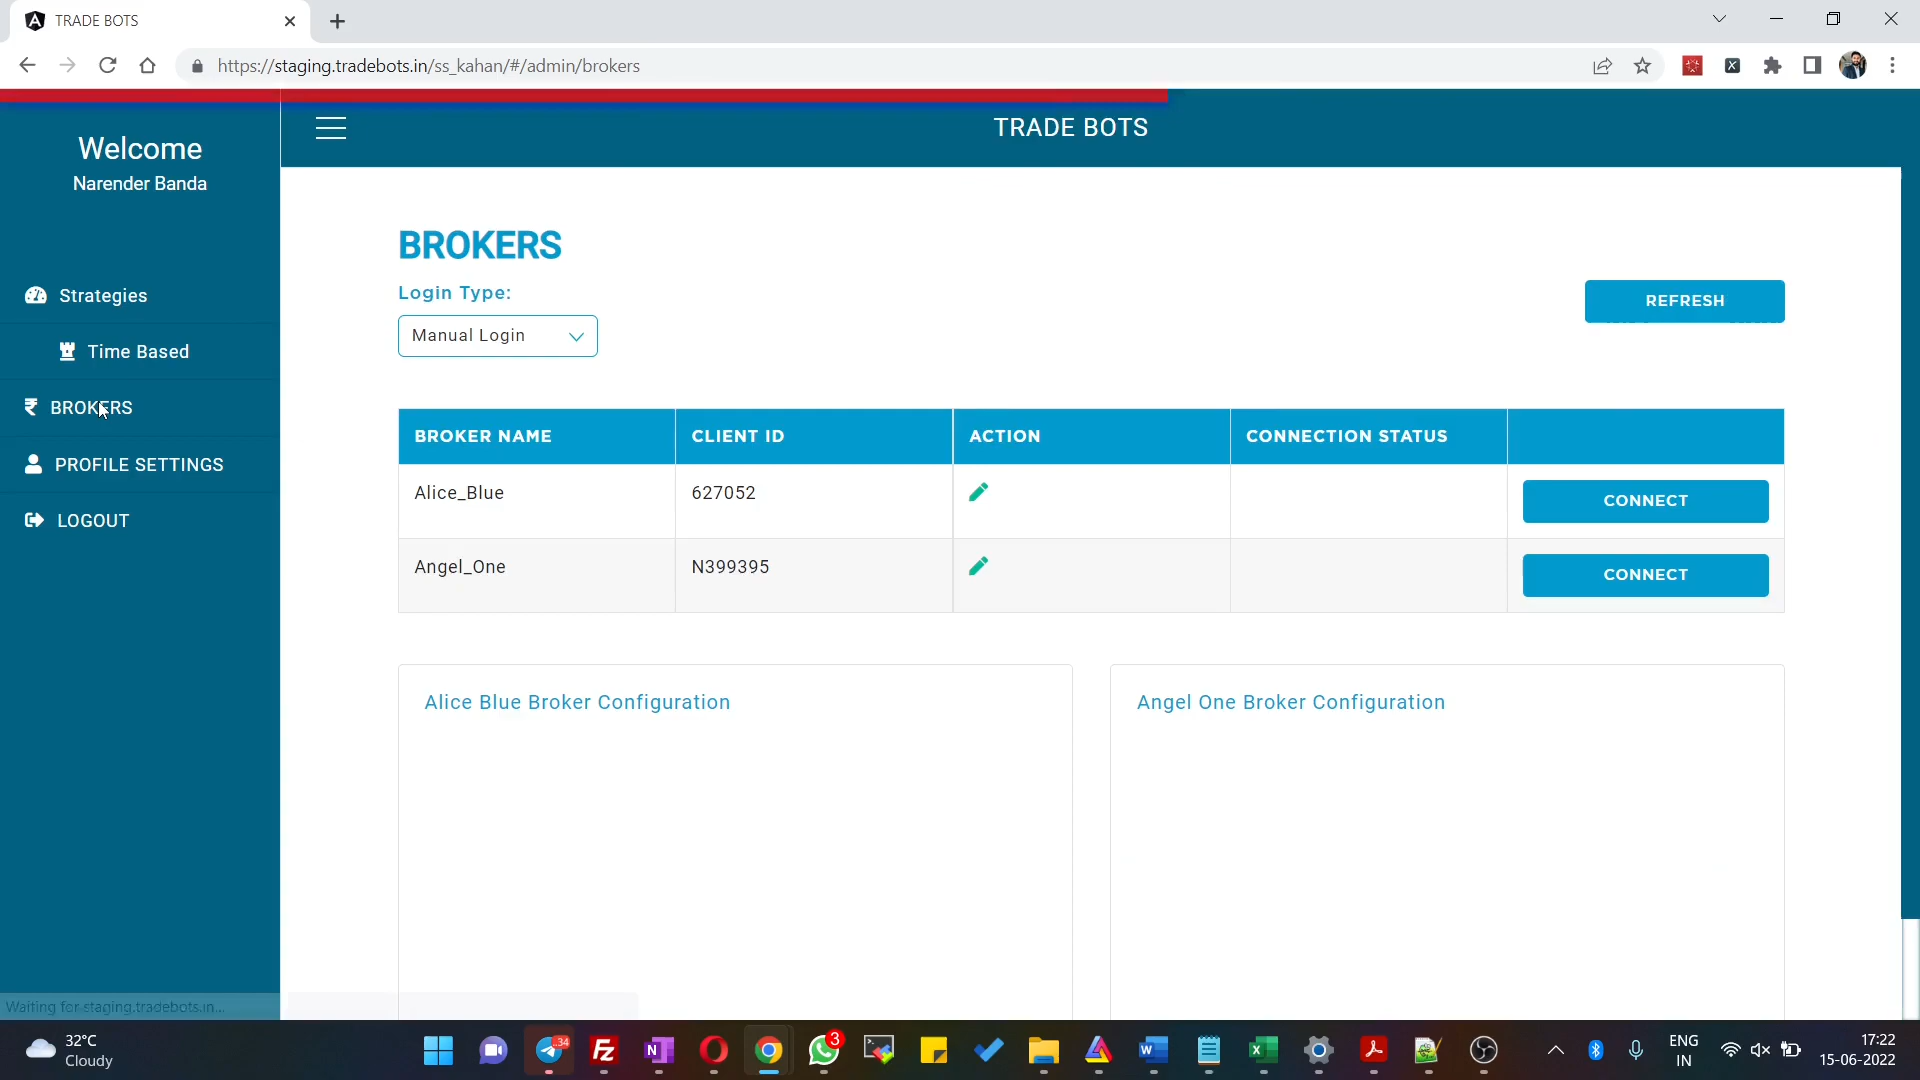 TRADE BOTS
https://staging.tradebots.in/ss_kahan/#/admin/brokers
Welcome
Narender Banda
TRADE BOTS
Strategies
Time Based
BROKERS
PROFILE SETTINGS
LOGOUT
BROKERS
Login Type:
Manual Login
REFRESH
BROKER NAME CLIENT ID ACTION CONNECTION STATUS
Alice_Blue 627052 CONNECT
Angel_One N399395 CONNECT
Alice Blue Broker Configuration
Angel One Broker Configuration
Waiting for staging.tradebots.in...
32°C
Cloudy
34
3
ENG
IN
17:22
15-06-2022